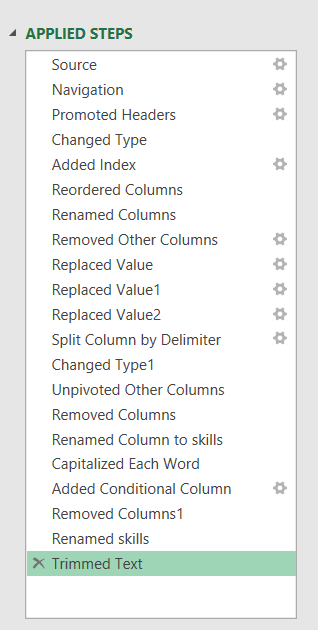 APPLIED STEPS
Source
Navigation
Promoted Headers
Changed Type
Added Index
Reordered Columns
Renamed Columns
Removed Other Columns
Replaced Value
Replaced Value1
Replaced Value2
Split Column by Delimiter
Changed Type1
Unpivoted Other Columns
Removed Columns
Renamed Column to skills
Capitalized Each Word
Added Conditional Column
Removed Columns1
Renamed skills
Trimmed Text